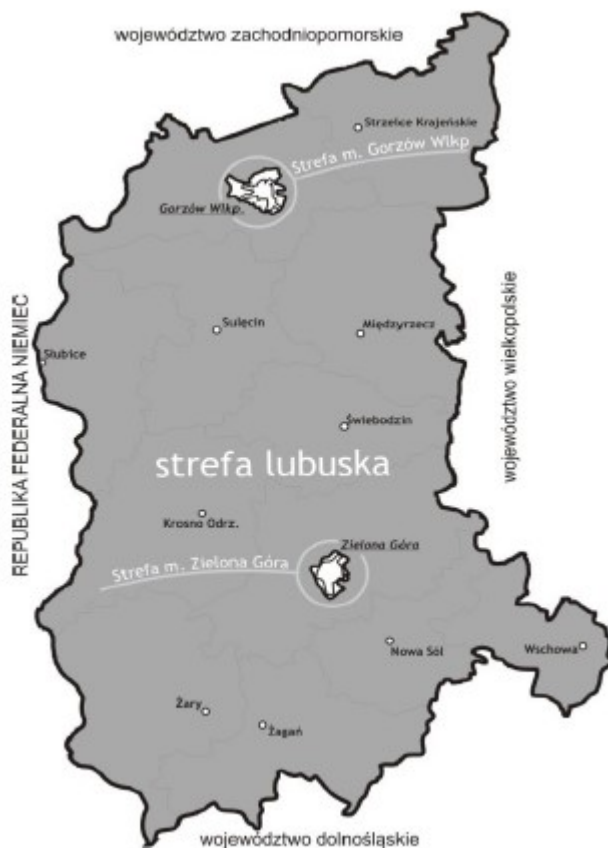 województwo zachodniopomorskie
Strzelce Krajeńskie
Strefa m. Gorzów Wlkp
Gorzów Wlkp.
Sulęcin
Międzyrzecz
Słubice
REPUBLIKA FEDERALNA NIEMIEC
województwo wielkopolskie
Świebodzin
strefa lubuska
Krosno Odrz.
Zielona Góra
Strefa m. Zielona Góra
Nowa Sól
Wschowa
Żary
Żagań
województwo dolnośląskie